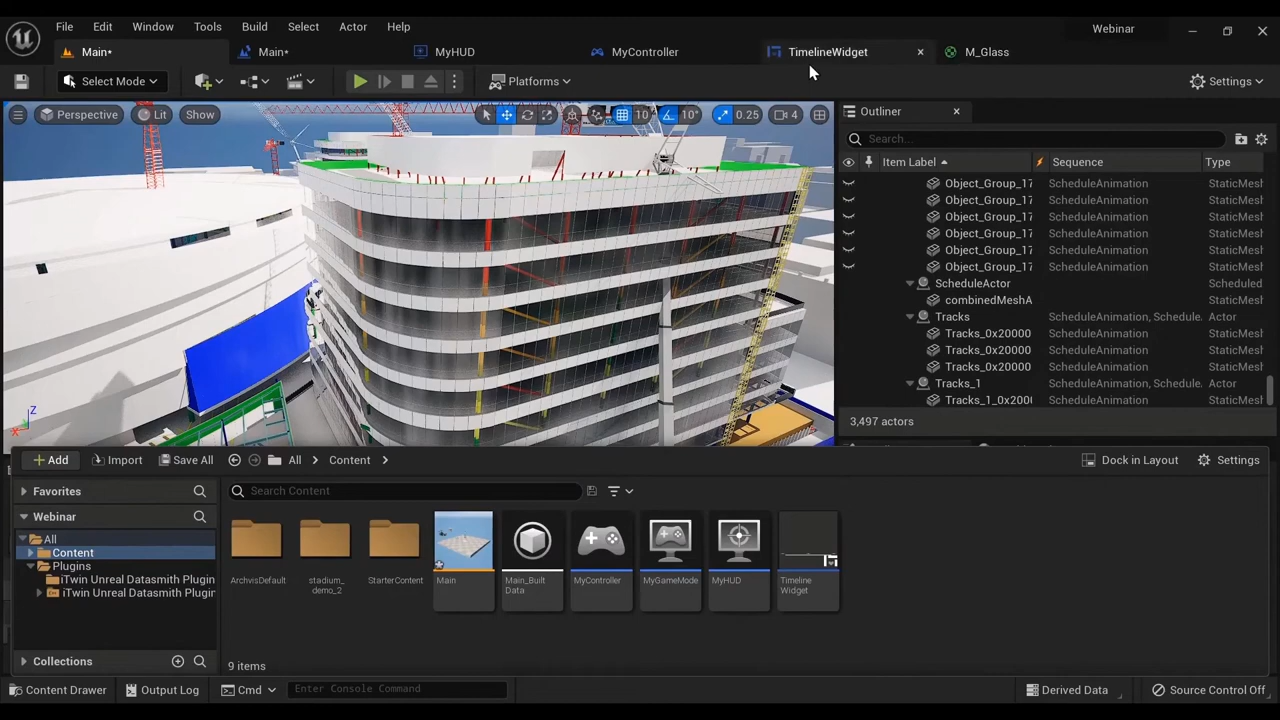 File Edit Window Tools Build Select Actor Help
Webinar
Main* Main* MyHUD MyController TimelineWidget M_Glass
Select Mode Platforms Settings
Perspective Lit Show 10 10° 0.25 4
Outliner
Search...
Item Label Sequence Type
Object_Group_17 ScheduleAnimation StaticMesh
Object_Group_17 ScheduleAnimation StaticMesh
Object_Group_17 ScheduleAnimation StaticMesh
Object_Group_17 ScheduleAnimation StaticMesh
Object_Group_17 ScheduleAnimation StaticMesh
Object_Group_17 ScheduleAnimation StaticMesh
ScheduleActor Scheduled
combinedMeshA StaticMesh
Tracks ScheduleAnimation, Schedule. Actor
Tracks_0x20000 ScheduleAnimation StaticMesh
Tracks_0x20000 ScheduleAnimation StaticMesh
Tracks_0x20000 ScheduleAnimation StaticMesh
Tracks_1 ScheduleAnimation, Schedule. Actor
Tracks_1_0x200( ScheduleAnimation StaticMesh
3,497 actors
Z
X
Add Import Save All All Content Dock in Layout Settings
Favorites
Search Content
Webinar
All
Content
Plugins
iTwin Unreal Datasmith Plugin
iTwin Unreal Datasmith Plugin
Collections
ArchvisDefault
stadium_
demo_2
StarterContent
Main
Main_Built
Data
MyController
MyGameMode
MyHUD
Timeline
Widget
9 items
Content Drawer Output Log Cmd Enter Console Command Derived Data Source Control Off